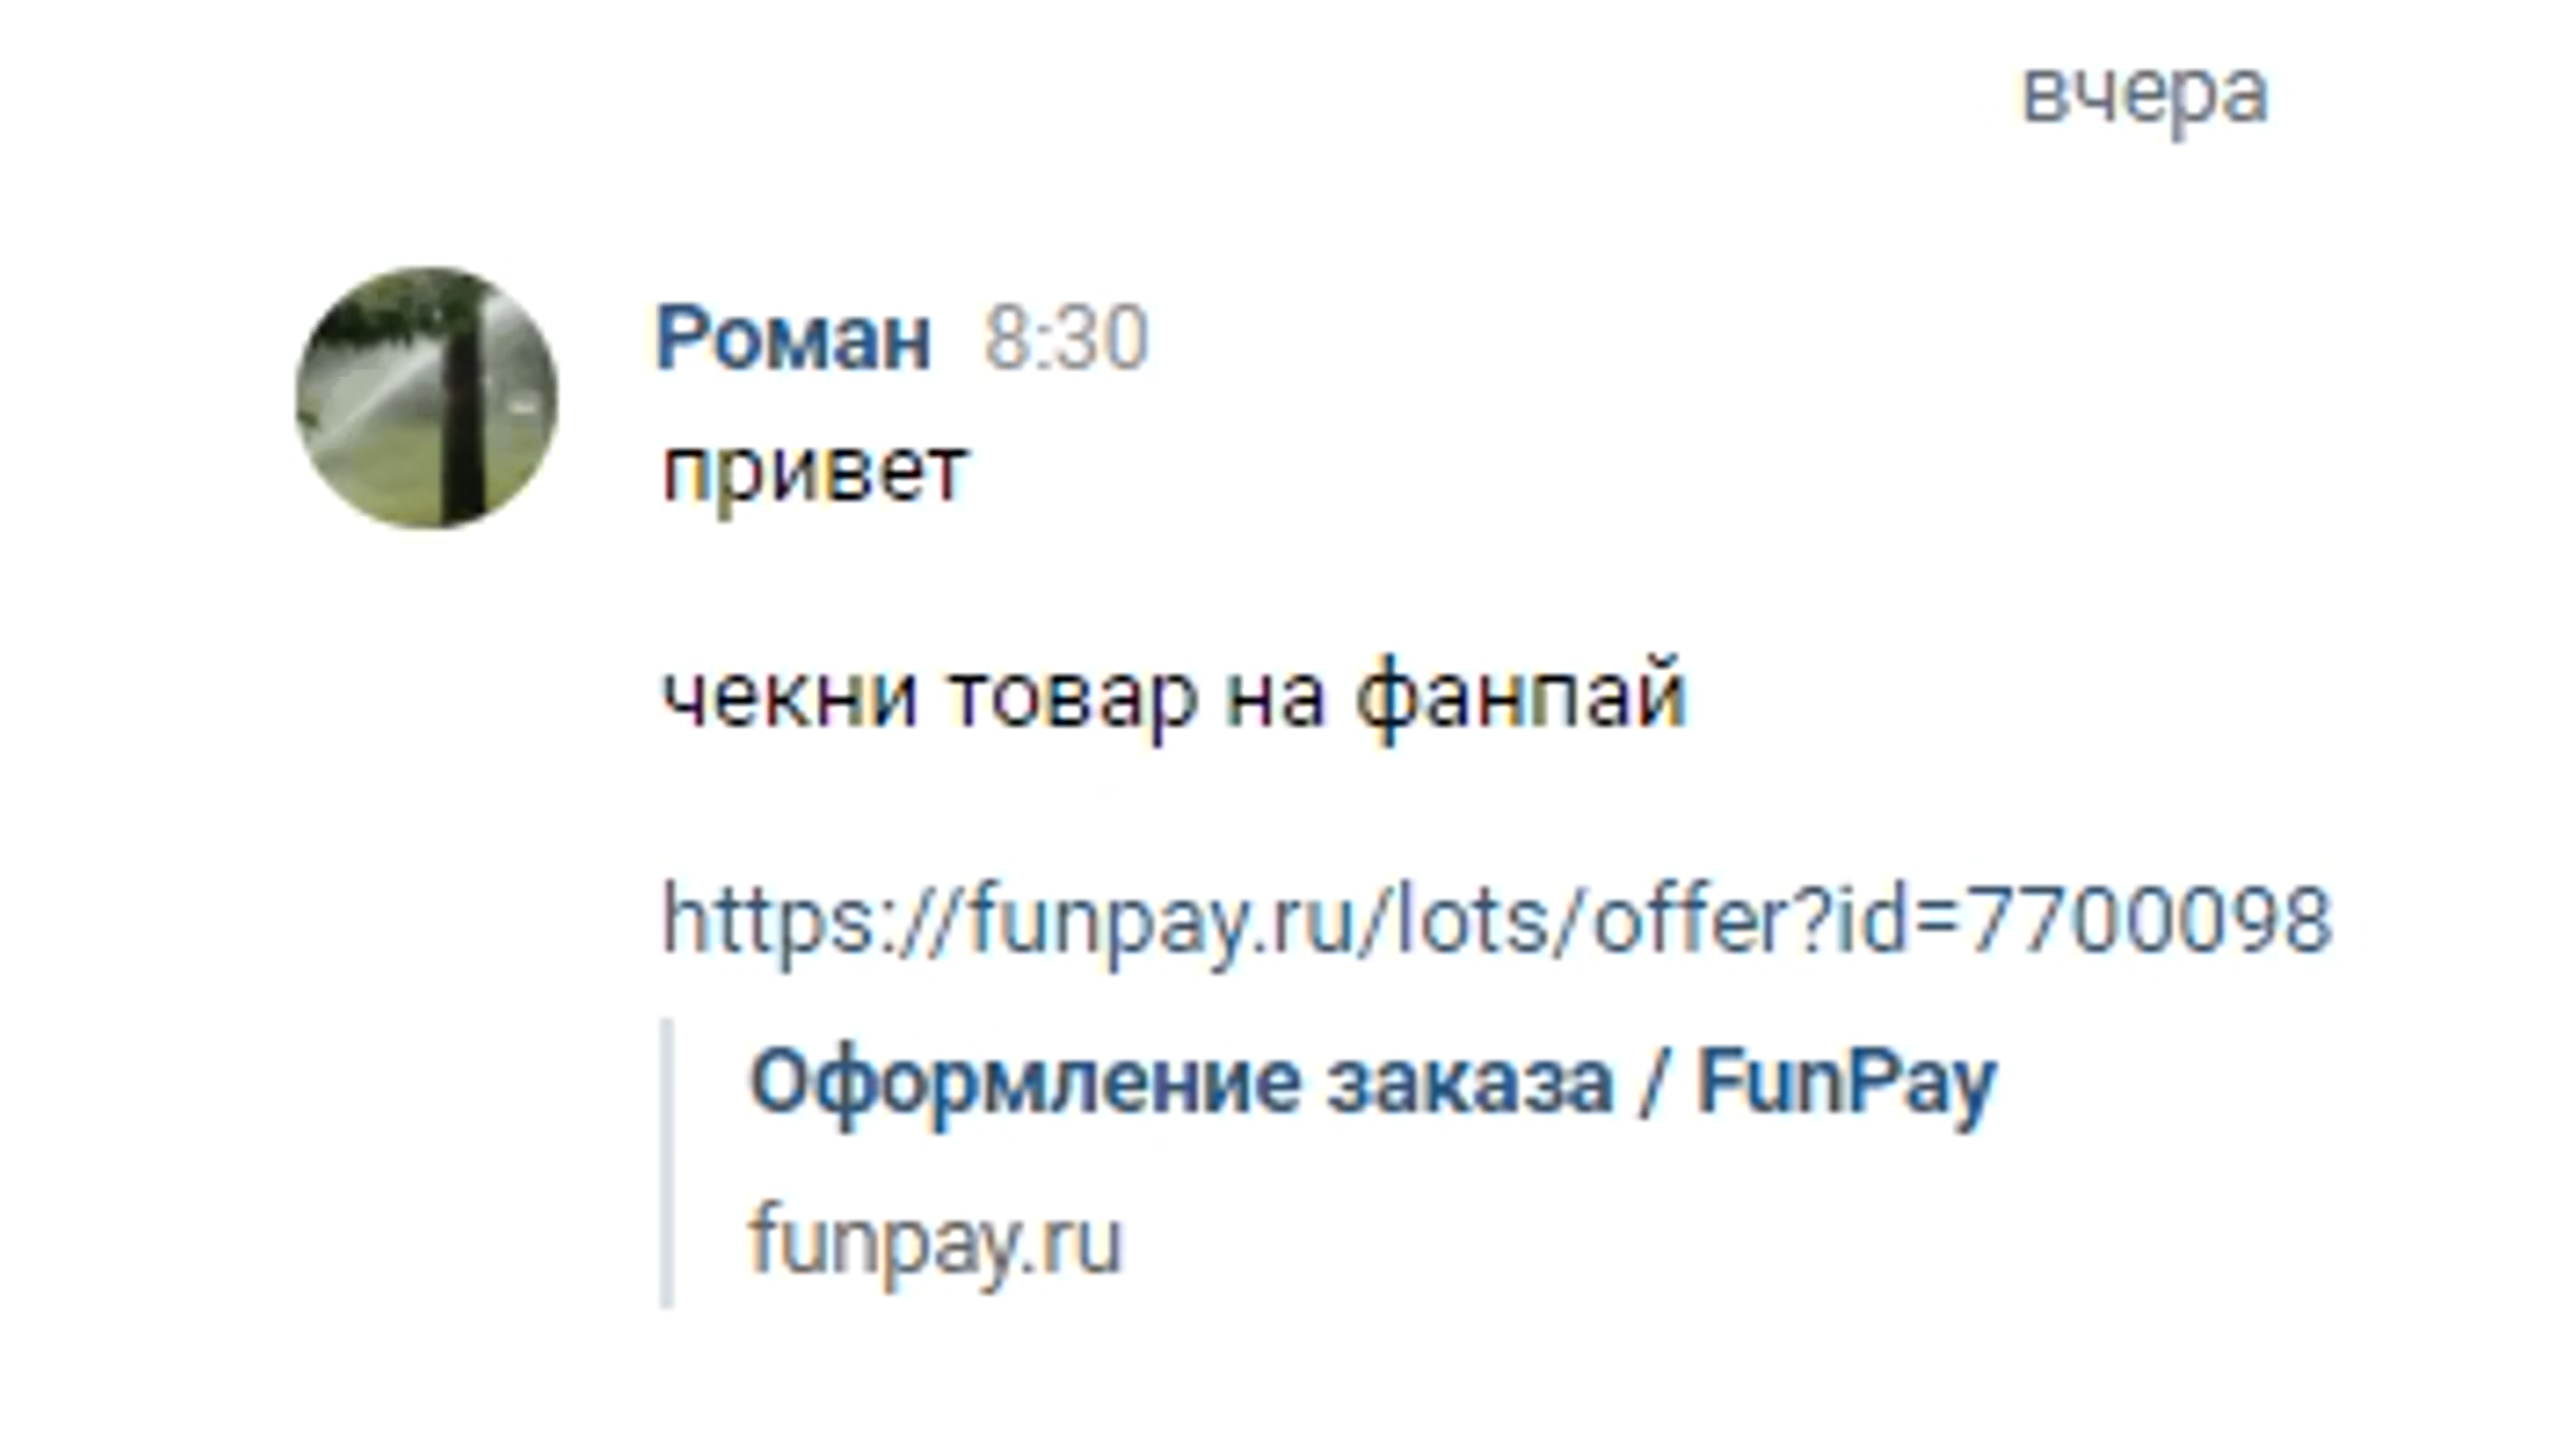 вчера
Роман 8:30
привет
чекни товар на фанпай
https://funpay.ru/lots/offer?id=7700098
Оформление заказа / FunPay
funpay.ru